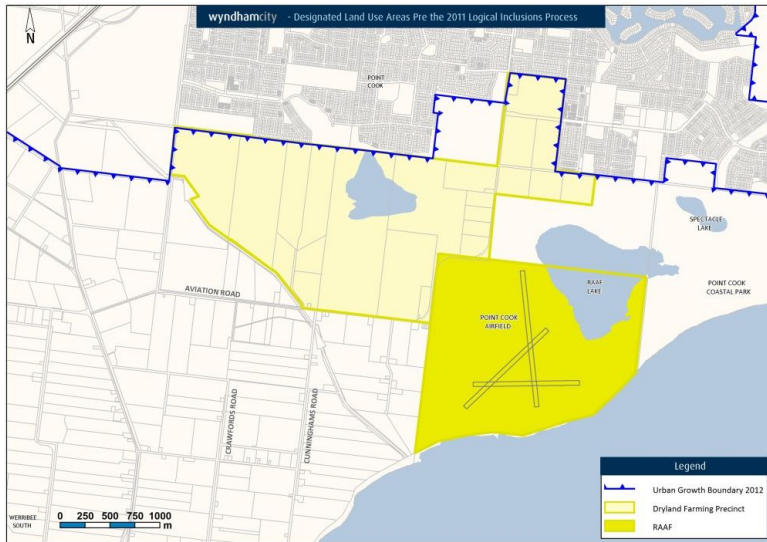 wyndhamcity - Designated Land Use Areas Pre the 2011 Logical Inclusions Process
N
POINT
COOK
SPECTACLE
LAKE
RAAF
LAKE
POINT COOK
COASTAL PARK
AVIATION ROAD
POINT COOK
AIRFIELD
CRAWFORDS ROAD
CUNNINGHAMS ROAD
WERRIBEE
SOUTH
0 250 500 750 1000
m
Legend
Urban Growth Boundary 2012
Dryland Farming Precinct
RAAF